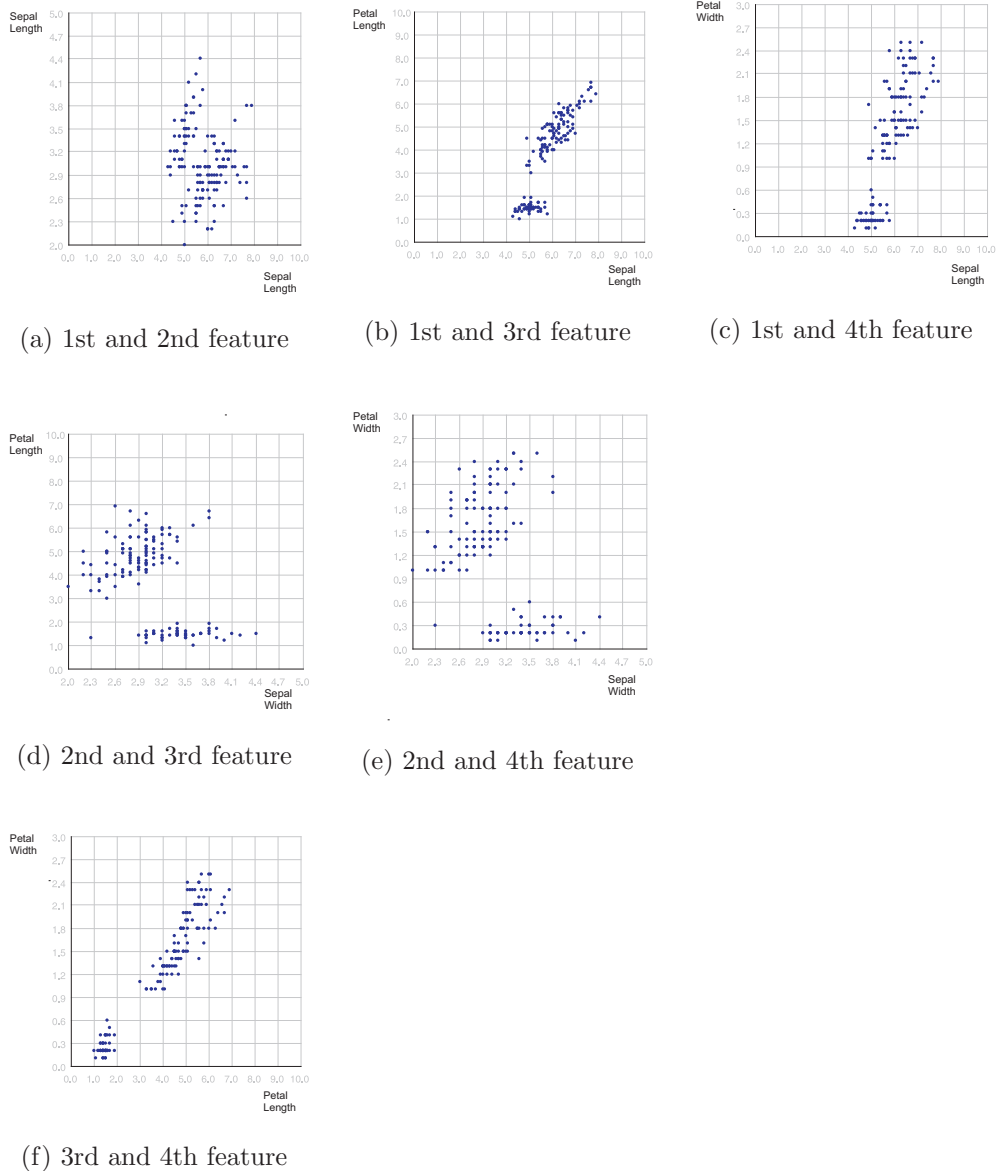 Sepal
Length
5.0
4.7
4.4
4.1
3.8
3.5
3.2
2.9
2.6
2.3
2.0
0.0 1.0 2.0 3.0 4.0 5.0 6.0 7.0 8.0 9.0 10.0
Sepal
Length
(a) 1st and 2nd feature
Petal
Length
10.0
9.0
8.0
7.0
6.0
5.0
4.0
3.0
2.0
1.0
0.0
0.0 1.0 2.0 3.0 4.0 5.0 6.0 7.0 8.0 9.0 10.0
Sepal
Length
(b) 1st and 3rd feature
Petal
Width
3.0
2.7
2.4
2.1
1.8
1.5
1.2
0.9
0.6
0.3
0.0
0.0 1.0 2.0 3.0 4.0 5.0 6.0 7.0 8.0 9.0 10.0
Sepal
Length
(c) 1st and 4th feature
Petal
Length
10.0
9.0
8.0
7.0
6.0
5.0
4.0
3.0
2.0
1.0
0.0
2.0 2.3 2.6 2.9 3.2 3.5 3.8 4.1 4.4 4.7 5.0
Sepal
Width
(d) 2nd and 3rd feature
Petal
Width
3.0
2.7
2.4
2.1
1.8
1.5
1.2
0.9
0.6
0.3
0.0
2.0 2.3 2.6 2.9 3.2 3.5 3.8 4.1 4.4 4.7 5.0
Sepal
Width
(e) 2nd and 4th feature
Petal
Width
3.0
2.7
2.4
2.1
1.8
1.5
1.2
0.9
0.6
0.3
0.0
0.0 1.0 2.0 3.0 4.0 5.0 6.0 7.0 8.0 9.0 10.0
Petal
Length
(f) 3rd and 4th feature